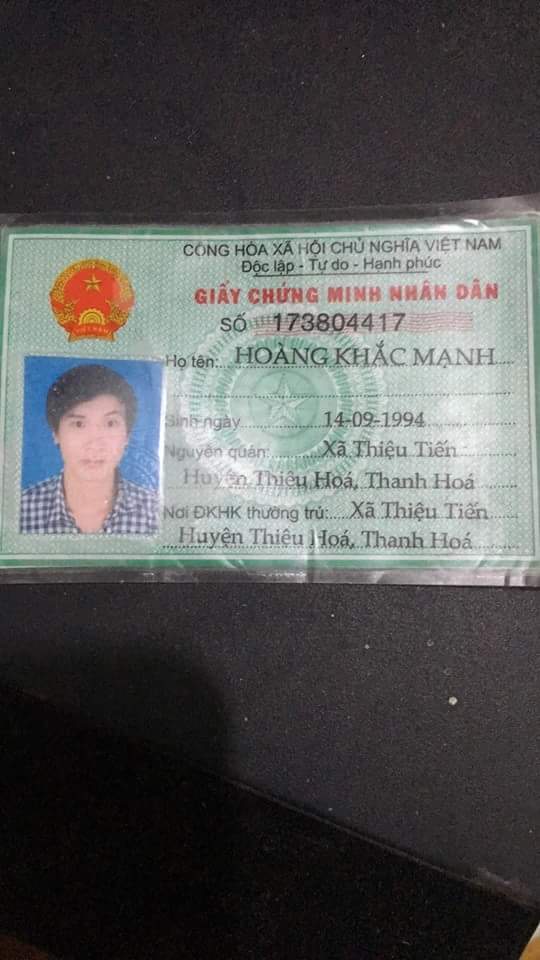 CỘNG HÒA XÃ HỘI CHỦ NGHĨA VIỆT NAM
Độc lập - Tự do - Hạnh phúc
GIẤY CHỨNG MINH NHÂN DÂN
SỐ 173804417
Họ tên: HOÀNG KHẮC MẠNH
Sinh ngày 14-09-1994
Nguyên quán: Xã Thiệu Tiến
Huyện Thiệu Hoá, Thanh Hoá
Nơi ĐKHK thường trú: Xã Thiệu Tiến
Huyện Thiệu Hoá, Thanh Hoá
VIỆT NAM